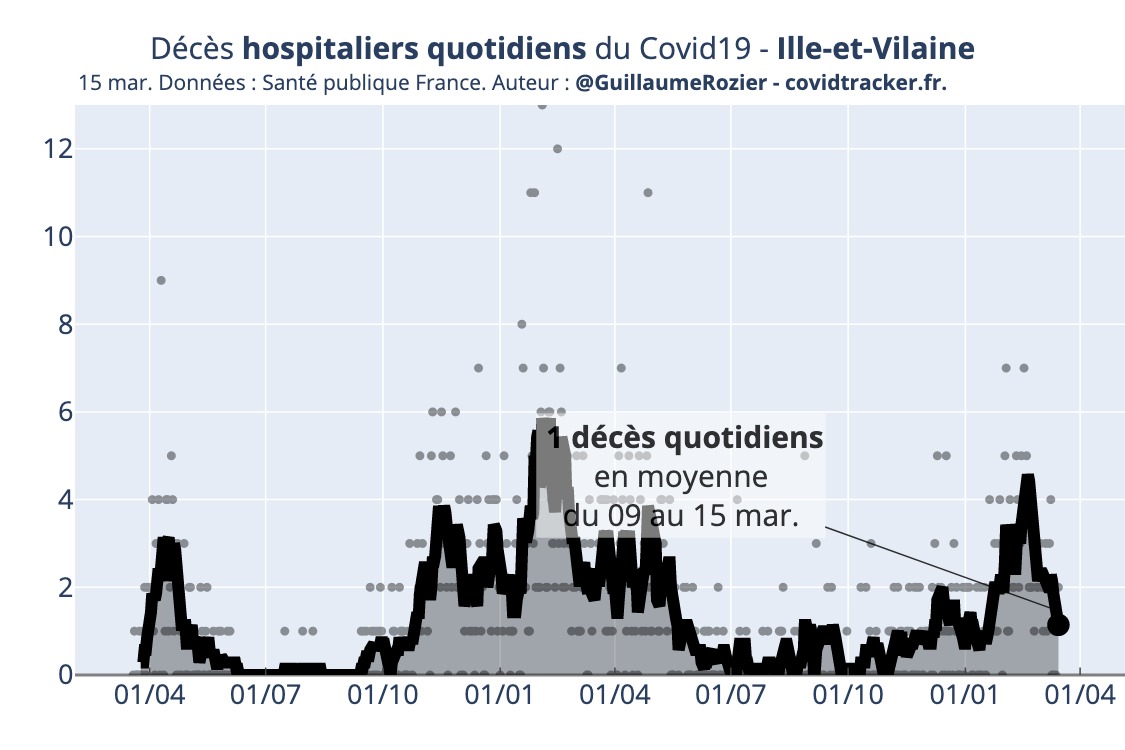 Décès hospitaliers quotidiens du Covid19 - Ille-et-Vilaine
15 mar. Données : Santé publique France. Auteur : @GuillaumeRozier - covidtracker.fr.
12
10
8
6
4
2
0
1 décès quotidiens
en moyenne
du 09 au 15 mar.
01/04 01/07 01/10 01/01 01/04 01/07 01/10 01/01 01/04